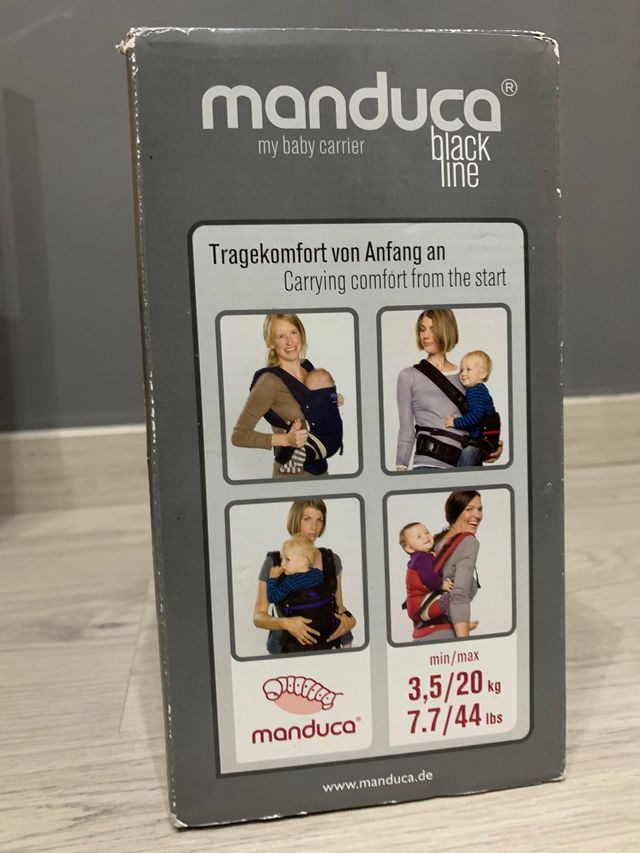 manduca®
my baby carrier
black
line
Tragekomfort von Anfang an
Carrying comfort from the start
min/max
3,5/20 kg
7.7/44 lbs
manduca®
www.manduca.de